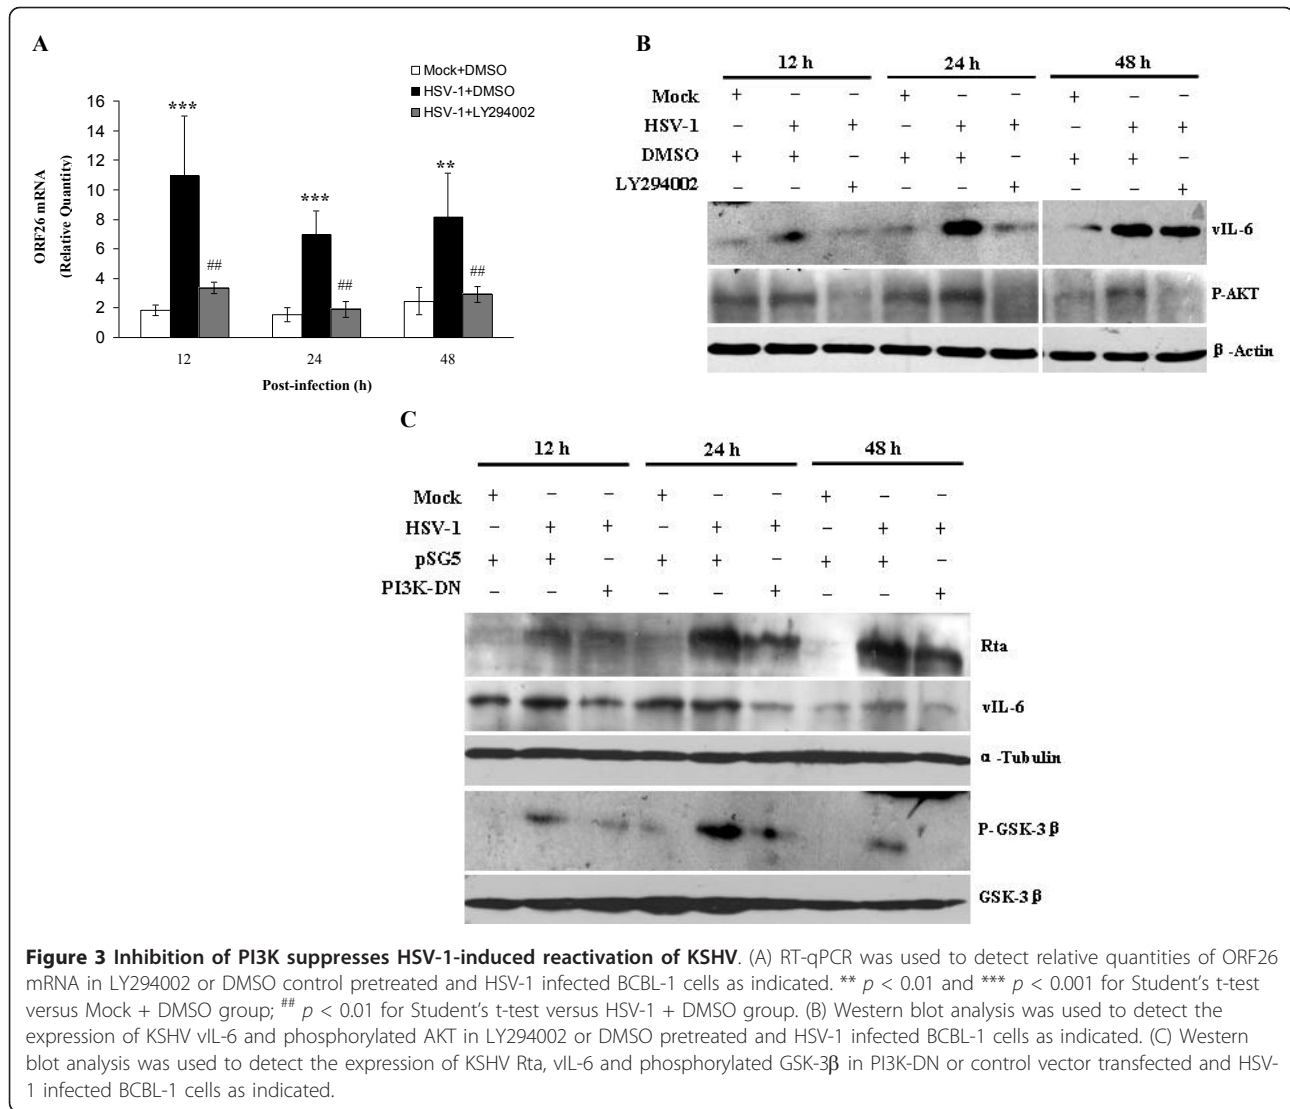 A
Mock+DMSO
HSV-1+DMSO
HSV-1+LY294002
ORF26 mRNA
(Relative Quantity)
16
14
12
10
8
6
4
2
0
***
##
***
##
**
##
12 24 48
Post-infection (h)
B
12 h 24 h 48 h
Mock + − − + − − + − −
HSV-1 − + + − + + − + +
DMSO + + − + + − + + −
LY294002 − − + − − + − − +
vIL-6
P-AKT
β-Actin
C
12 h 24 h 48 h
Mock + − − + − − + − −
HSV-1 − + + − + + − + +
pSG5 + + − + + − + + −
PI3K-DN − − + − − + − − +
Rta
vIL-6
α-Tubulin
P-GSK-3β
GSK-3β
Figure 3 Inhibition of PI3K suppresses HSV-1-induced reactivation of KSHV. (A) RT-qPCR was used to detect relative quantities of ORF26
mRNA in LY294002 or DMSO control pretreated and HSV-1 infected BCBL-1 cells as indicated. ** p < 0.01 and *** p < 0.001 for Student's t-test
versus Mock + DMSO group; ## p < 0.01 for Student's t-test versus HSV-1 + DMSO group. (B) Western blot analysis was used to detect the
expression of KSHV vIL-6 and phosphorylated AKT in LY294002 or DMSO pretreated and HSV-1 infected BCBL-1 cells as indicated. (C) Western
blot analysis was used to detect the expression of KSHV Rta, vIL-6 and phosphorylated GSK-3β in PI3K-DN or control vector transfected and HSV-
1 infected BCBL-1 cells as indicated.